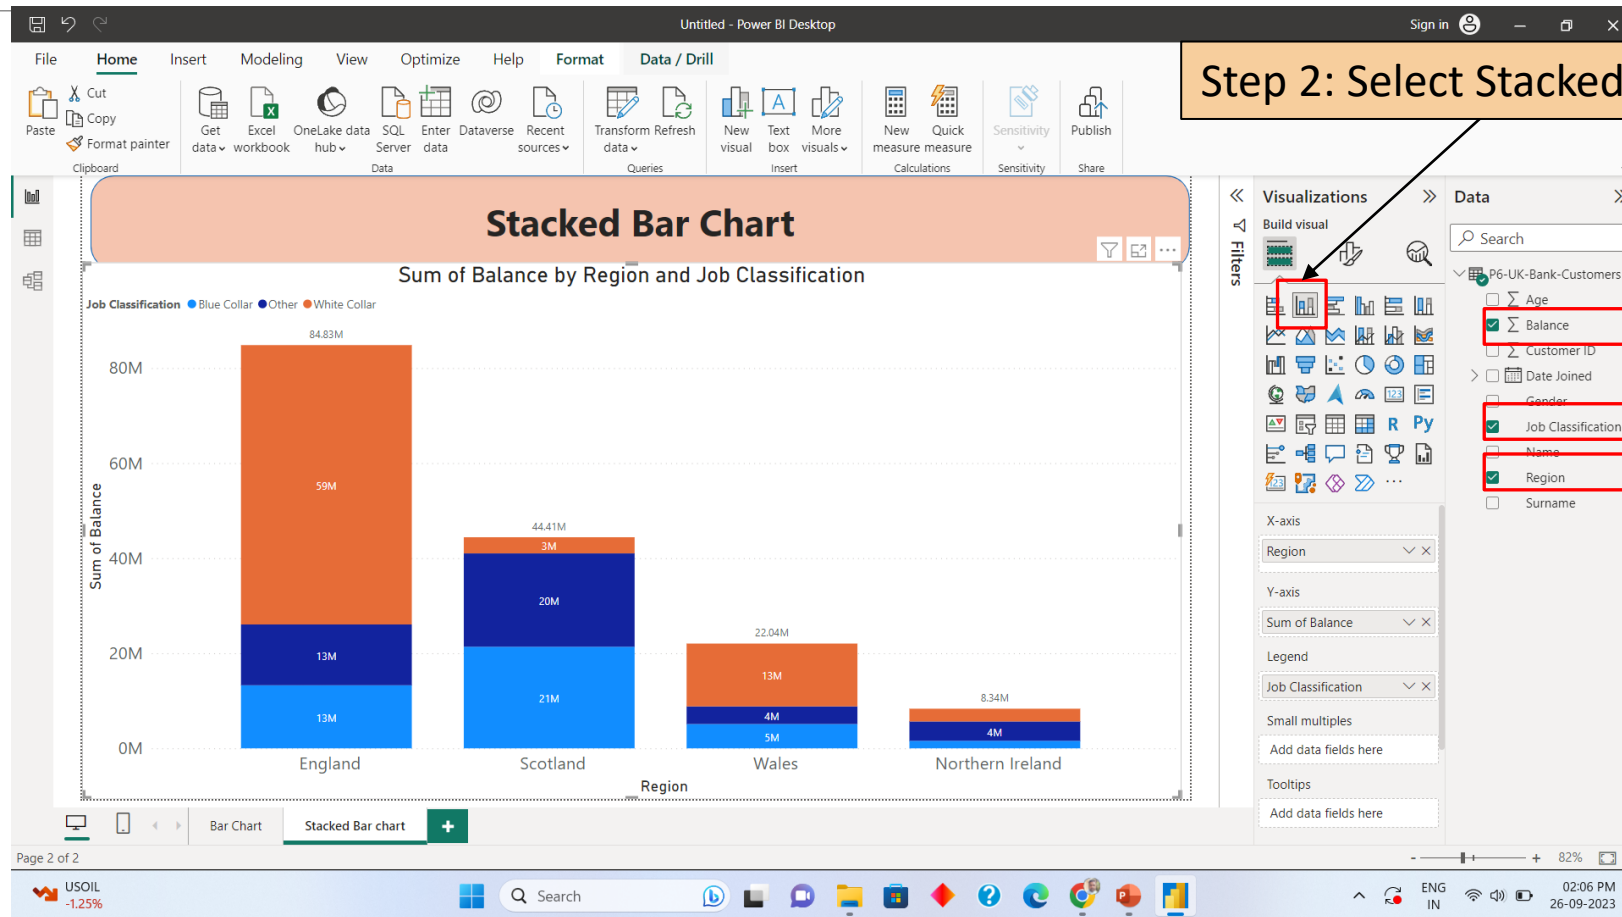 Untitled - Power BI Desktop
Sign in
File Home Insert Modeling View Optimize Help Format Data / Drill
Step 2: Select Stacked
Paste
Cut
Copy
Format painter
Get data
Excel workbook
OneLake data hub
SQL Server
Enter data
Dataverse
Recent sources
Transform data
Refresh
New visual
Text box
More visuals
New measure
Quick measure
Sensitivity
Publish
Clipboard
Data
Queries
Insert
Calculations
Sensitivity
Share
Stacked Bar Chart
Sum of Balance by Region and Job Classification
Job Classification Blue Collar Other White Collar
Sum of Balance
80M
60M
40M
20M
0M
84.83M
59M
13M
13M
44.41M
3M
20M
21M
22.04M
13M
4M
5M
8.34M
4M
England
Scotland
Wales
Northern Ireland
Region
Filters
Visualizations
Build visual
123
R
Py
123
X-axis
Region
Y-axis
Sum of Balance
Legend
Job Classification
Small multiples
Add data fields here
Tooltips
Add data fields here
Data
Search
P6-UK-Bank-Customers
Age
Balance
Customer ID
Date Joined
Gender
Job Classification
Name
Region
Surname
Bar Chart
Stacked Bar chart
Page 2 of 2
82%
USOIL
-1.25%
Search
ENG
IN
02:06 PM
26-09-2023